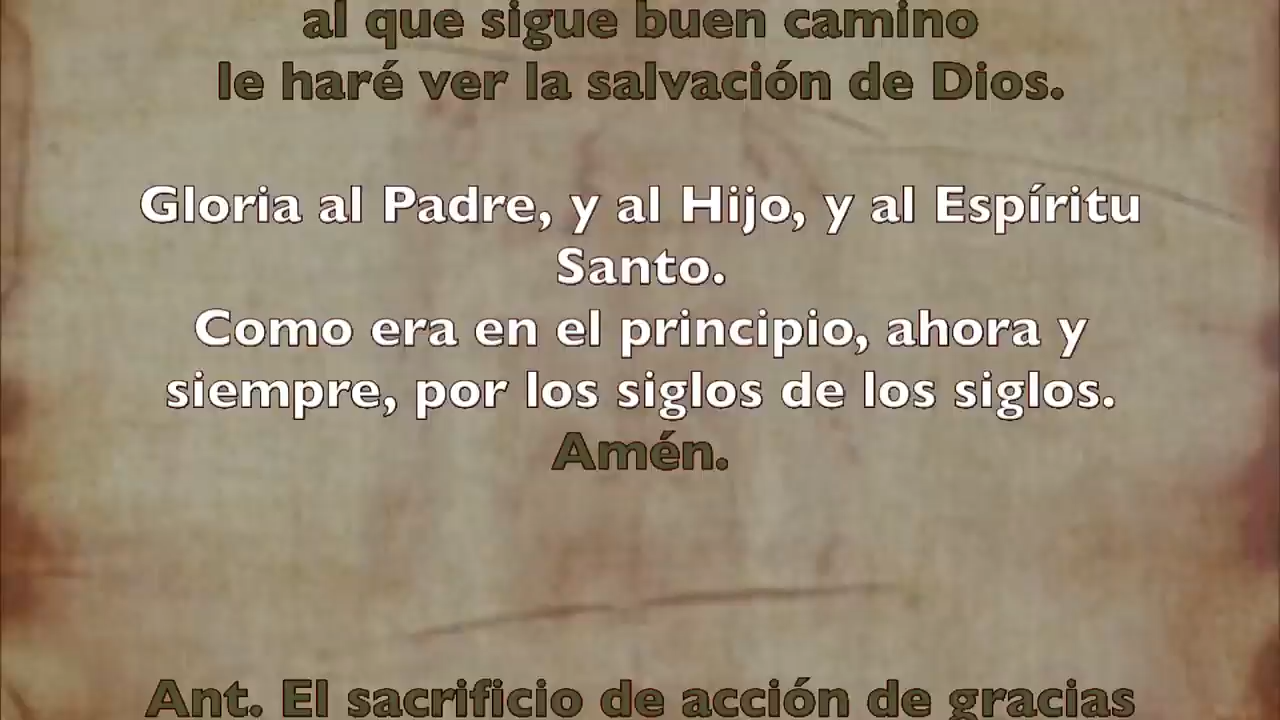 al que sigue buen camino
le haré ver la salvación de Dios.
Gloria al Padre, y al Hijo, y al Espíritu
Santo.
Como era en el principio, ahora y
siempre, por los siglos de los siglos.
Amén.
Ant. El sacrificio de acción de gracias